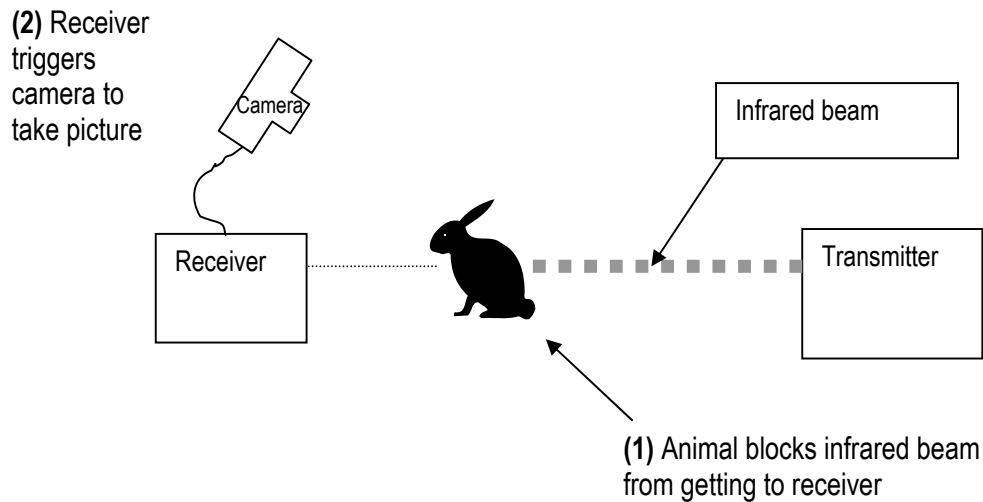 (2) Receiver
triggers
camera to
take picture
Camera
Infrared beam
Receiver
Transmitter
(1) Animal blocks infrared beam
from getting to receiver